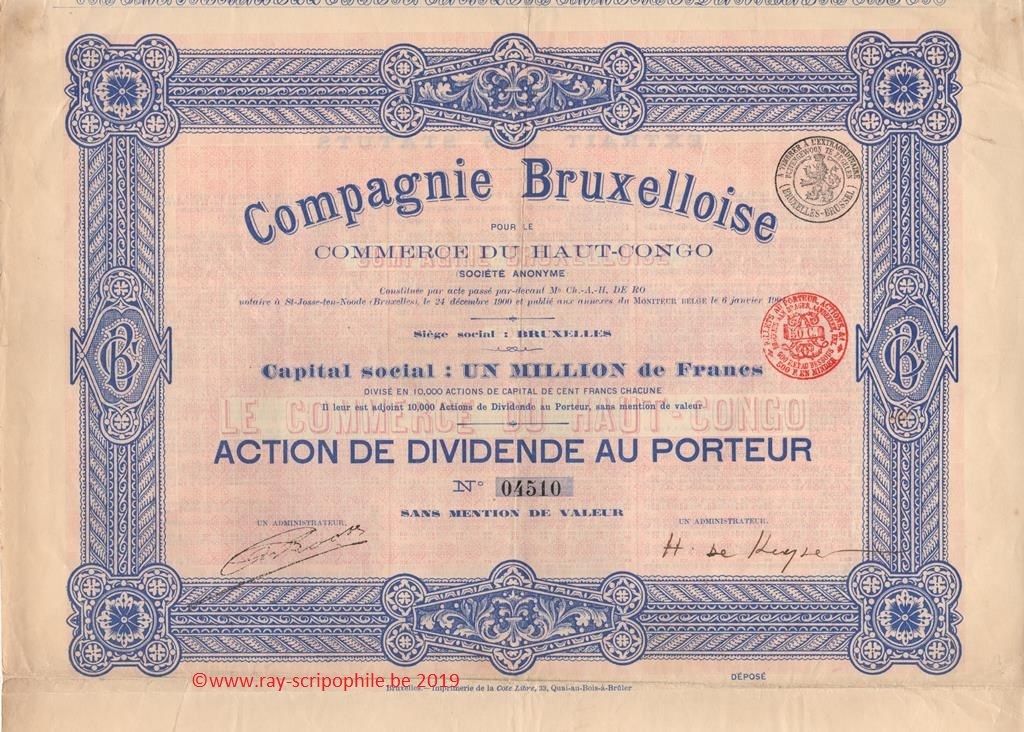 Compagnie Bruxelloise
POUR LE
COMMERCE DU HAUT-CONGO
(SOCIÉTÉ ANONYME)
Constituée par acte passé par-devant Me Ch.-A.-H. DE RO
notaire à St-Josse-ten-Noode (Bruxelles), le 24 décembre 1900 et publié aux annexes du MONITEUR BELGE le 6 janvier
Siège social : BRUXELLES
Capital social : UN MILLION de Francs
DIVISÉ EN 10,000 ACTIONS DE CAPITAL DE CENT FRANCS CHACUNE
Il leur est adjoint 10,000 Actions de Dividende au Porteur, sans mention de valeur
LE COMMERCE DU HAUT-CONGO
ACTION DE DIVIDENDE AU PORTEUR
No 04510
SANS MENTION DE VALEUR
UN ADMINISTRATEUR,
UN ADMINISTRATEUR.
H. de Keyse
À TIMBRER À L'EXTRAORDINAIRE
(BRUXELLES-BRUSSEL)
DÉPOSÉ
©www.ray-scripophile.be 2019
Bruxelles. — Imprimerie de la Cote Libre, 33, Quai-au-Bois-à-Brûler